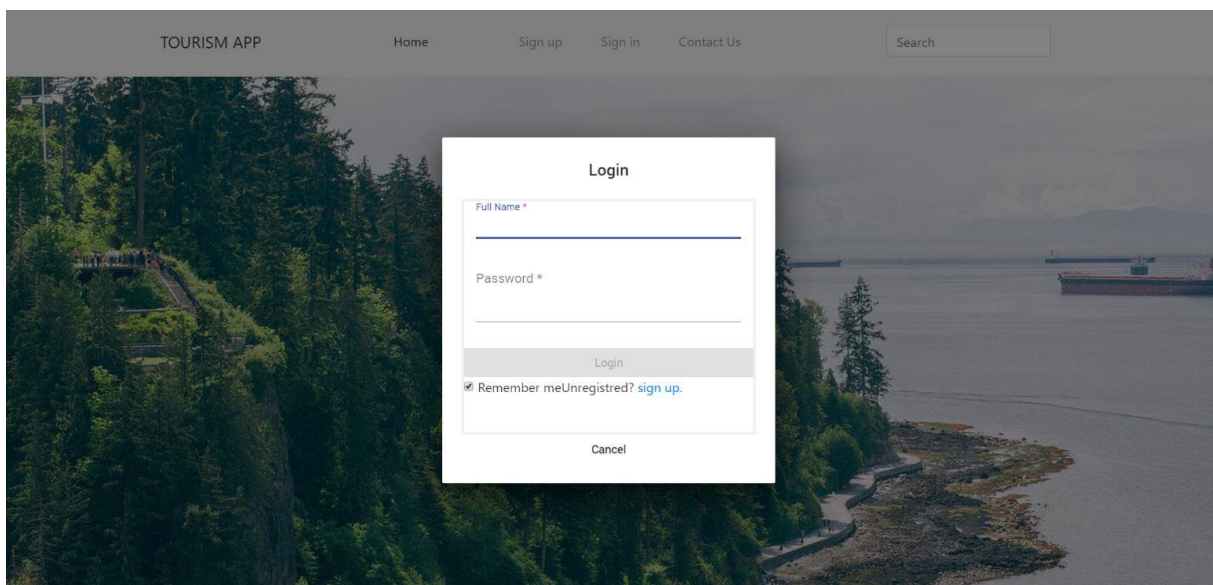 TOURISM APP Home Sign up Sign in Contact Us Search
Login
Full Name *
Password *
Login
Remember meUnregistred? sign up.
Cancel